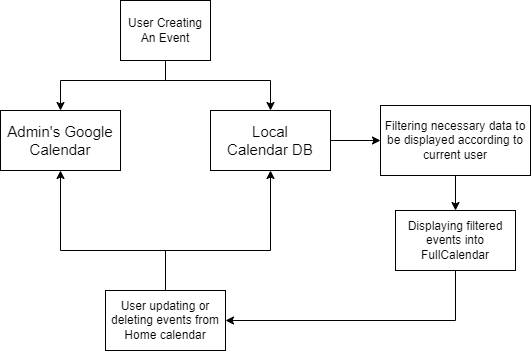 User Creating
An Event
Admin's Google
Calendar
Local
Calendar DB
Filtering necessary data to
be displayed according to
current user
Displaying filtered
events into
FullCalendar
User updating or
deleting events from
Home calendar